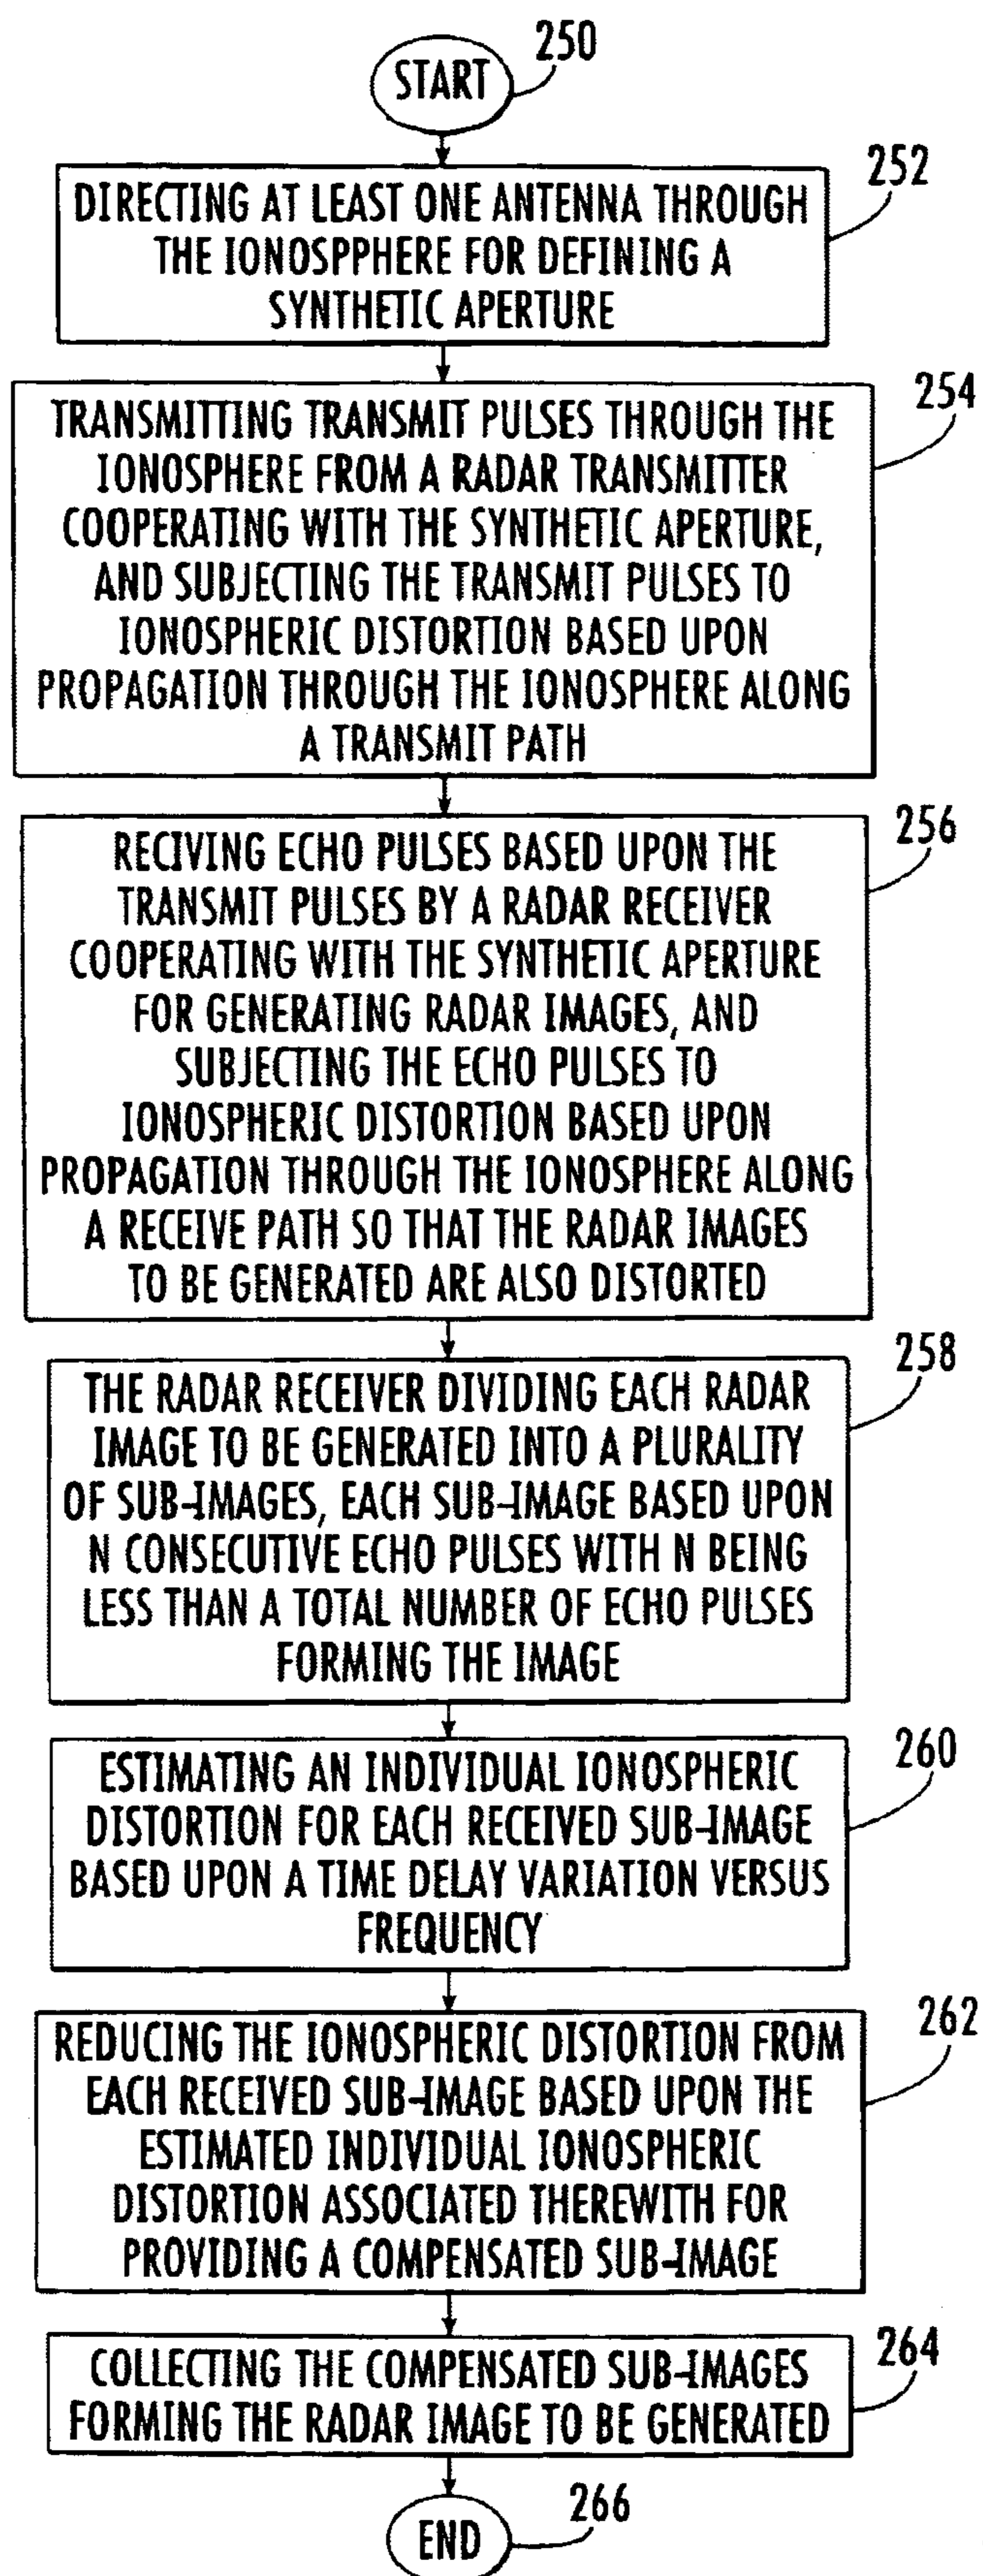 250
START
252
DIRECTING AT LEAST ONE ANTENNA THROUGH
THE IONOSPPHERE FOR DEFINING A
SYNTHETIC APERTURE
254
TRANSMITTING TRANSMIT PULSES THROUGH THE
IONOSPHERE FROM A RADAR TRANSMITTER
COOPERATING WITH THE SYNTHETIC APERTURE,
AND SUBJECTING THE TRANSMIT PULSES TO
IONOSPHERIC DISTORTION BASED UPON
PROPAGATION THROUGH THE IONOSPHERE ALONG
A TRANSMIT PATH
256
RECIVING ECHO PULSES BASED UPON THE
TRANSMIT PULSES BY A RADAR RECEIVER
COOPERATING WITH THE SYNTHETIC APERTURE
FOR GENERATING RADAR IMAGES, AND
SUBJECTING THE ECHO PULSES TO
IONOSPHERIC DISTORTION BASED UPON
PROPAGATION THROUGH THE IONOSPHERE ALONG
A RECEIVE PATH SO THAT THE RADAR IMAGES
TO BE GENERATED ARE ALSO DISTORTED
258
THE RADAR RECEIVER DIVIDING EACH RADAR
IMAGE TO BE GENERATED INTO A PLURALITY
OF SUB-IMAGES, EACH SUB-IMAGE BASED UPON
N CONSECUTIVE ECHO PULSES WITH N BEING
LESS THAN A TOTAL NUMBER OF ECHO PULSES
FORMING THE IMAGE
260
ESTIMATING AN INDIVIDUAL IONOSPHERIC
DISTORTION FOR EACH RECEIVED SUB-IMAGE
BASED UPON A TIME DELAY VARIATION VERSUS
FREQUENCY
262
REDUCING THE IONOSPHERIC DISTORTION FROM
EACH RECEIVED SUB-IMAGE BASED UPON THE
ESTIMATED INDIVIDUAL IONOSPHERIC
DISTORTION ASSOCIATED THEREWITH FOR
PROVIDING A COMPENSATED SUB-IMAGE
264
COLLECTING THE COMPENSATED SUB-IMAGES
FORMING THE RADAR IMAGE TO BE GENERATED
266
END